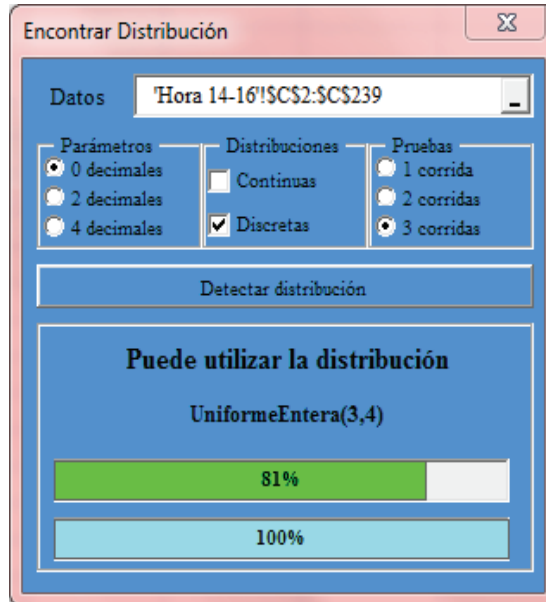 Encontrar Distribución
Datos
'Hora 14-16'!$C$2:$C$239
Parámetros
0 decimales
2 decimales
4 decimales
Distribuciones
Continuas
Discretas
Pruebas
1 corrida
2 corridas
3 corridas
Detectar distribución
Puede utilizar la distribución
UniformeEntera(3,4)
81%
100%